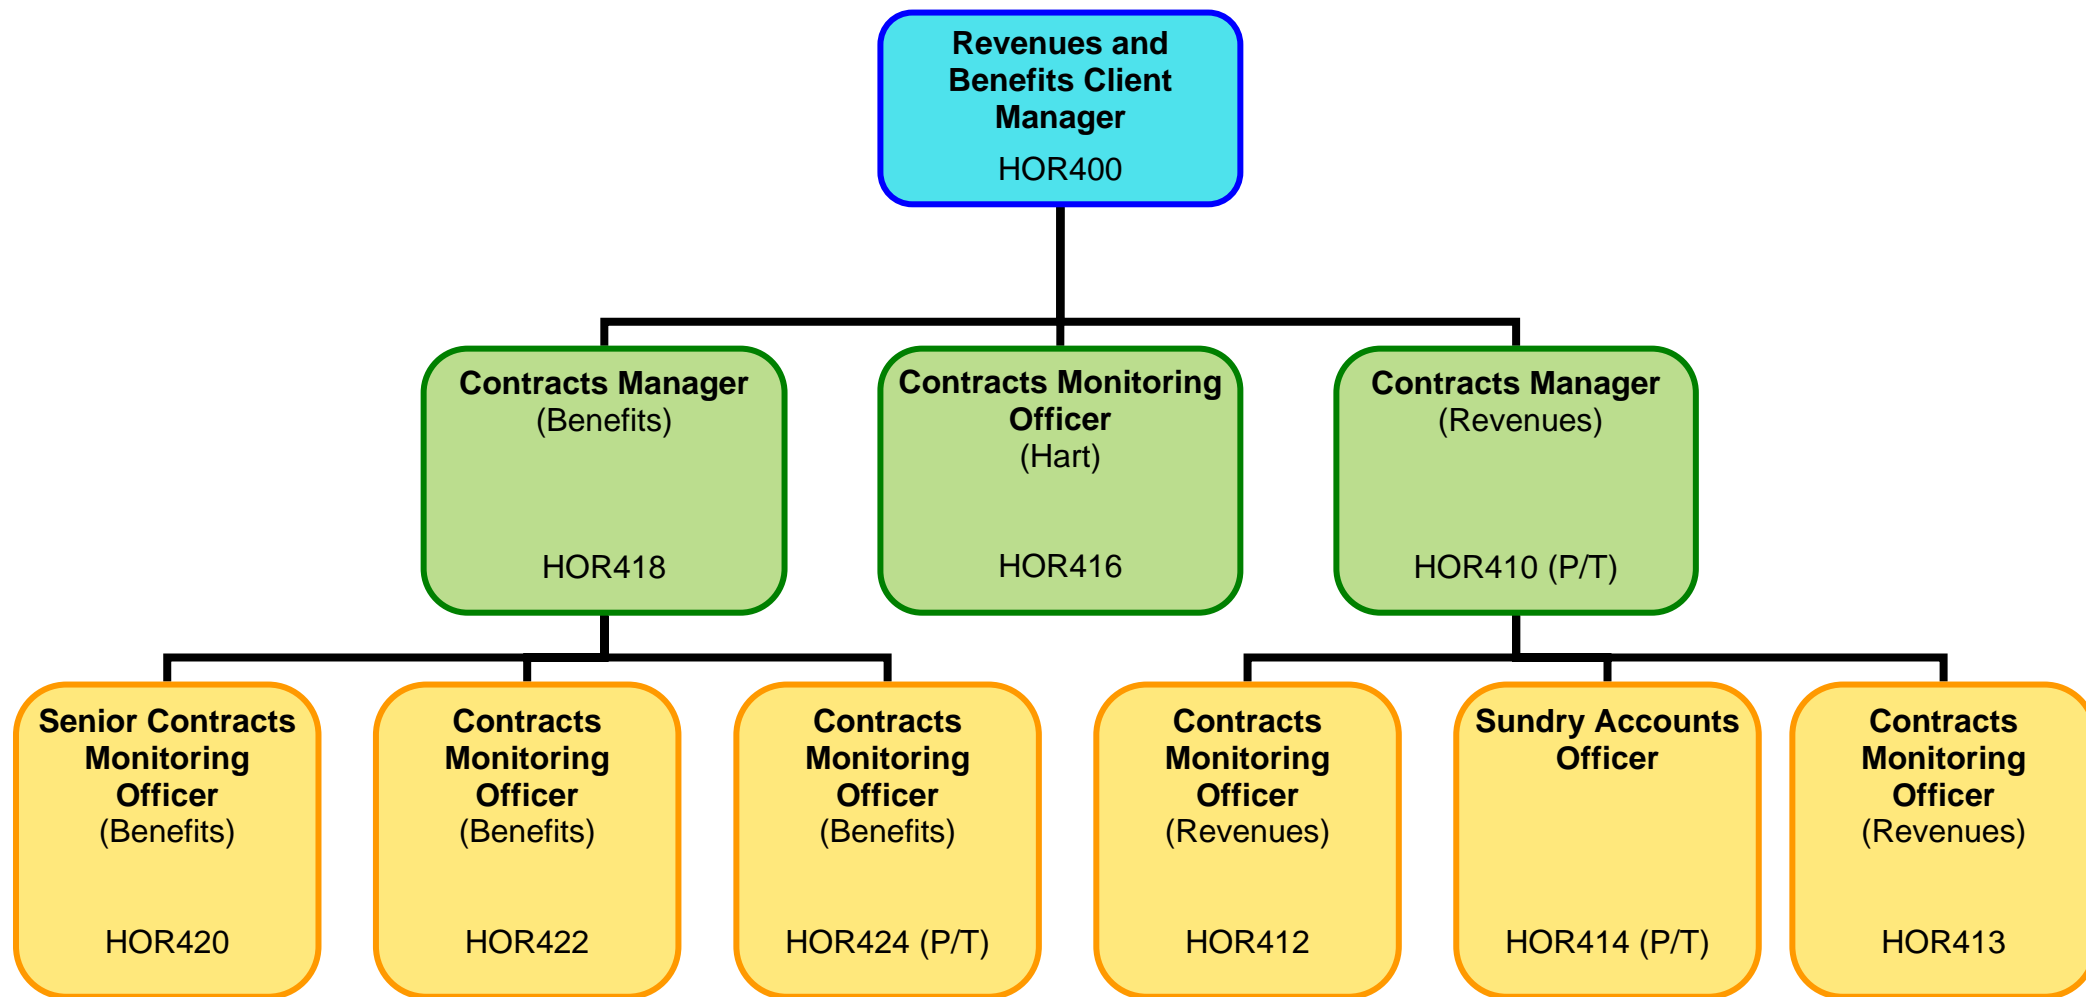 Revenues and
Benefits Client
Manager
HOR400
Contracts Manager
(Benefits)
HOR418
Contracts Monitoring
Officer
(Hart)
HOR416
Contracts Manager
(Revenues)
HOR410 (P/T)
Senior Contracts
Monitoring
Officer
(Benefits)
HOR420
Contracts
Monitoring
Officer
(Benefits)
HOR422
Contracts
Monitoring
Officer
(Benefits)
HOR424 (P/T)
Contracts
Monitoring
Officer
(Revenues)
HOR412
Sundry Accounts
Officer
HOR414 (P/T)
Contracts
Monitoring
Officer
(Revenues)
HOR413